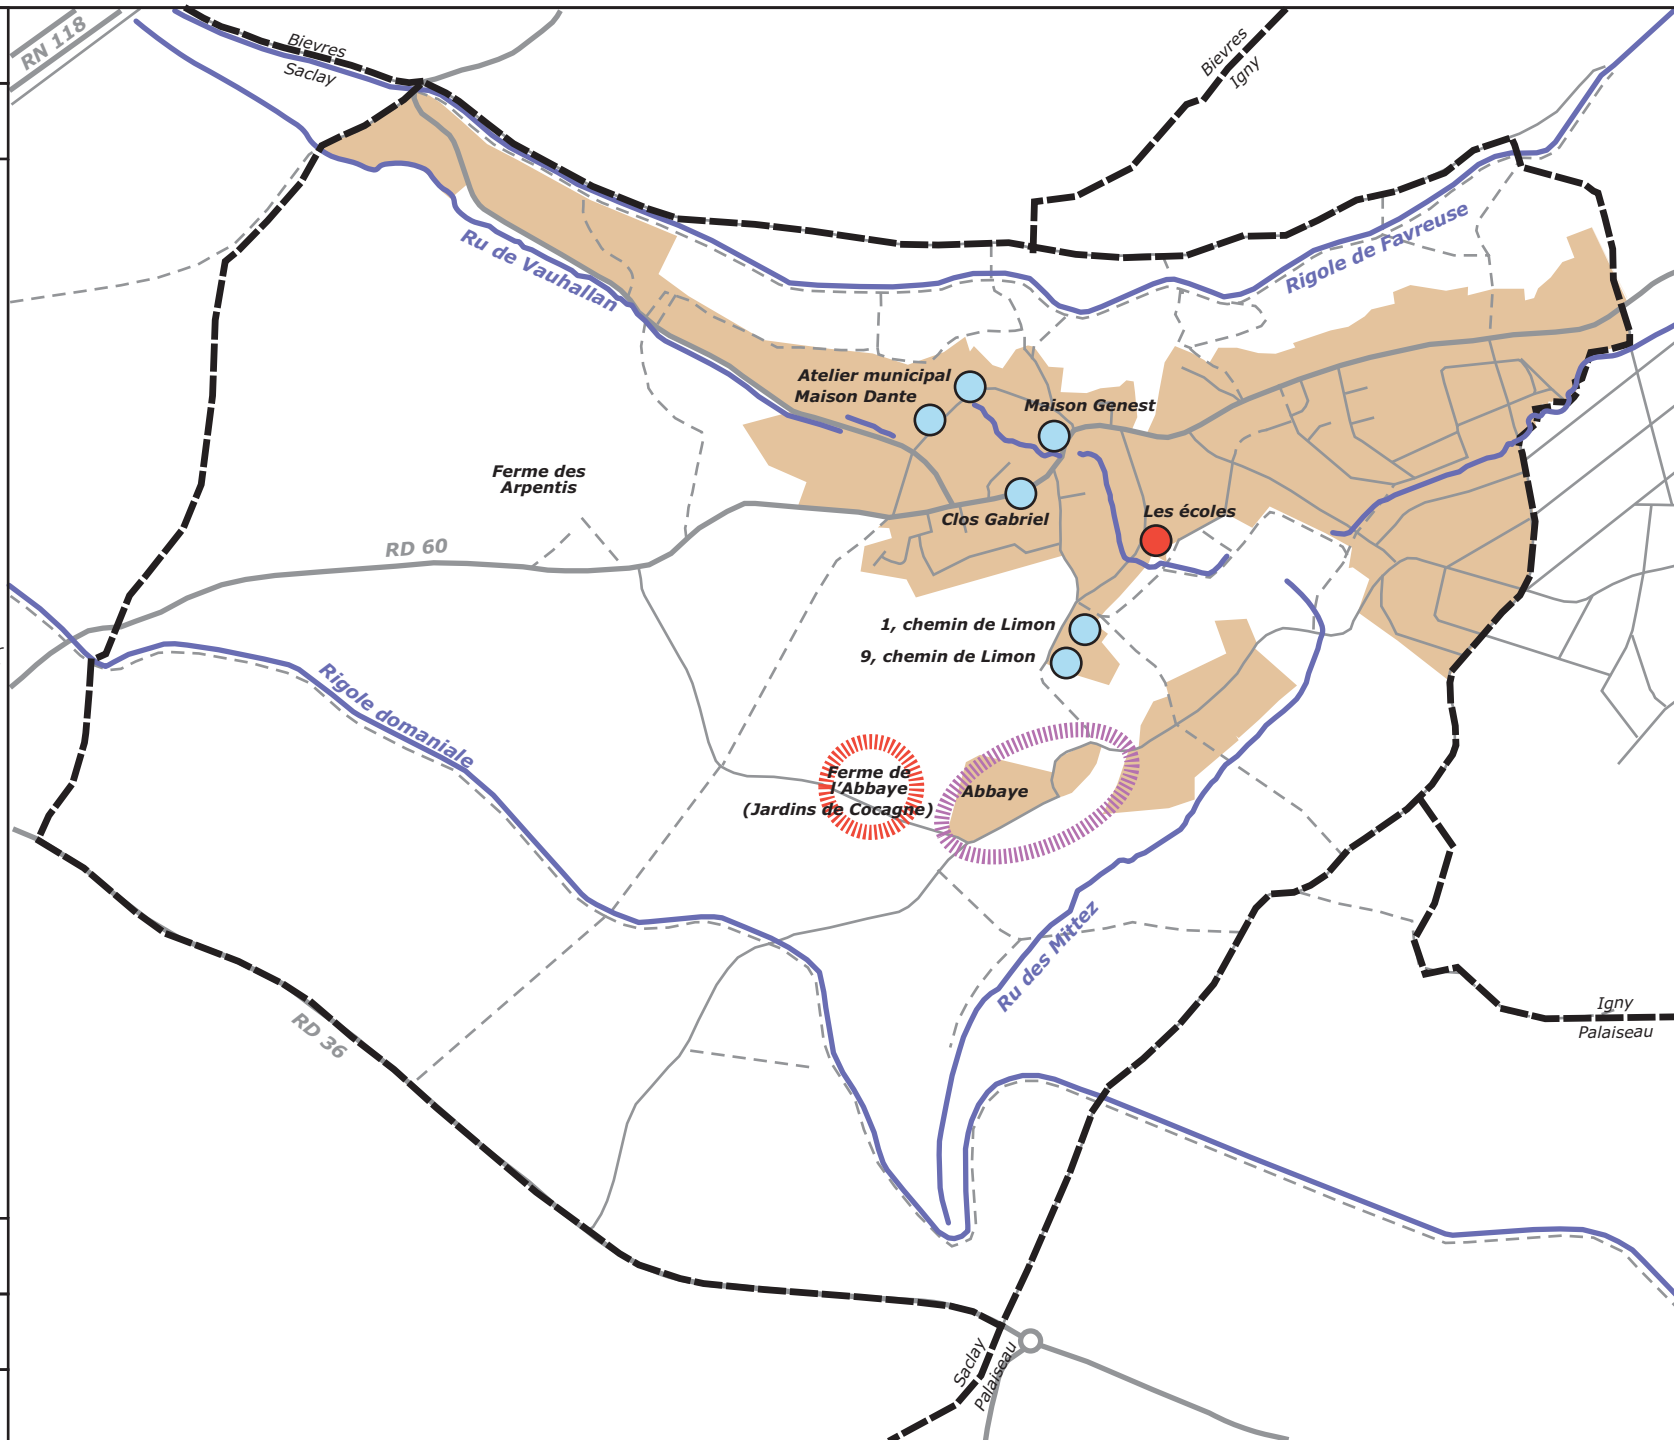 RN 118
Bievres
Saclay
Bievres
Igny
Ru de Vauhallan
Rigole de Favreuse
Atelier municipal
Maison Dante
Maison Genest
Ferme des
Arpentis
Clos Gabriel
Les écoles
RD 60
1, chemin de Limon
9, chemin de Limon
Rigole domaniale
Ferme de
l'Abbaye
(Jardins de Cocagne)
Abbaye
Ru des Mittez
RD 36
Igny
Palaiseau
Saclay
Palaiseau